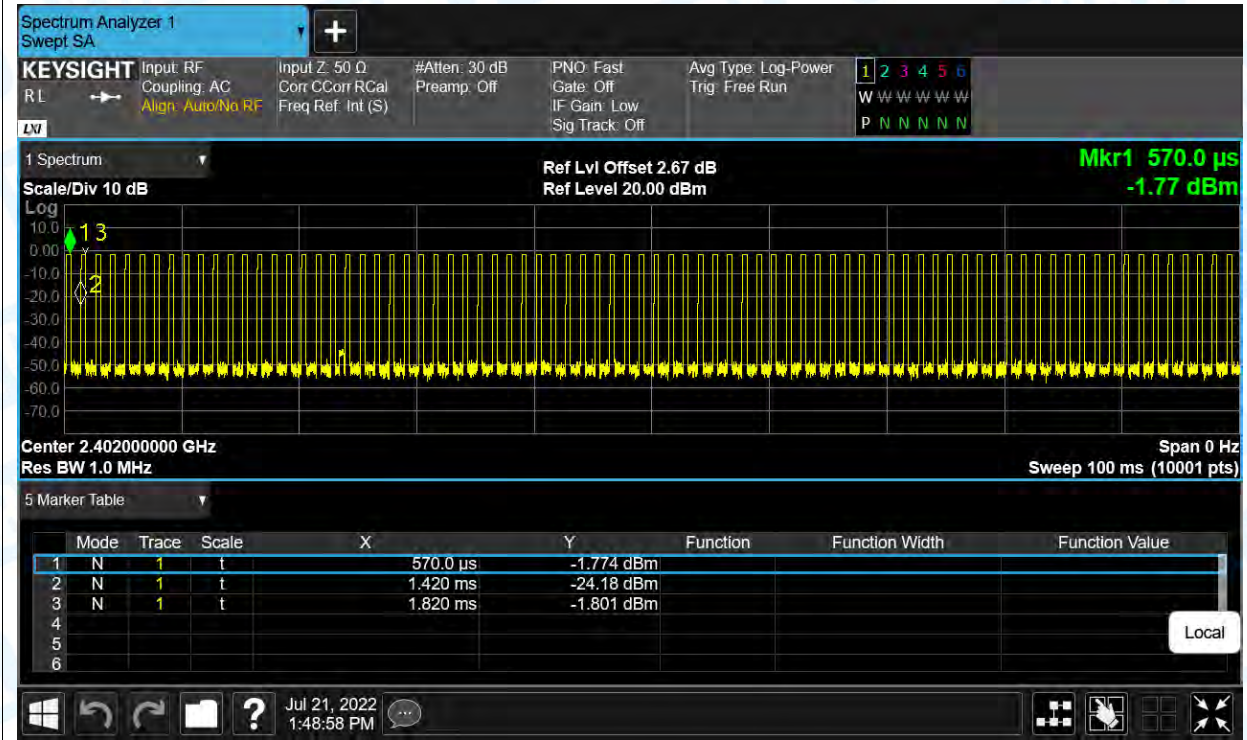 Spectrum Analyzer 1
Swept SA
KEYSIGHT
RL
LXI
Input: RF
Coupling: AC
Align: Auto/No RF
Input Z: 50 Ω
Corr CCorr RCal
Freq Ref: Int (S)
#Atten: 30 dB
Preamp: Off
PNO: Fast
Gate: Off
IF Gain: Low
Sig Track: Off
Avg Type: Log-Power
Trig: Free Run
1 2 3 4 5 6
W W W W W W
P N N N N N
1 Spectrum
Scale/Div 10 dB
Ref Lvl Offset 2.67 dB
Ref Level 20.00 dBm
Mkr1 570.0 µs
-1.77 dBm
Log
10.0
0.00
-10.0
-20.0
-30.0
-40.0
-50.0
-60.0
-70.0
1 3
2
Center 2.402000000 GHz
Res BW 1.0 MHz
Span 0 Hz
Sweep 100 ms (10001 pts)
5 Marker Table
Mode Trace Scale X Y Function Function Width Function Value
1 N 1 t 570.0 µs -1.774 dBm
2 N 1 t 1.420 ms -24.18 dBm
3 N 1 t 1.820 ms -1.801 dBm
4
5
6
Local
?
Jul 21, 2022
1:48:58 PM